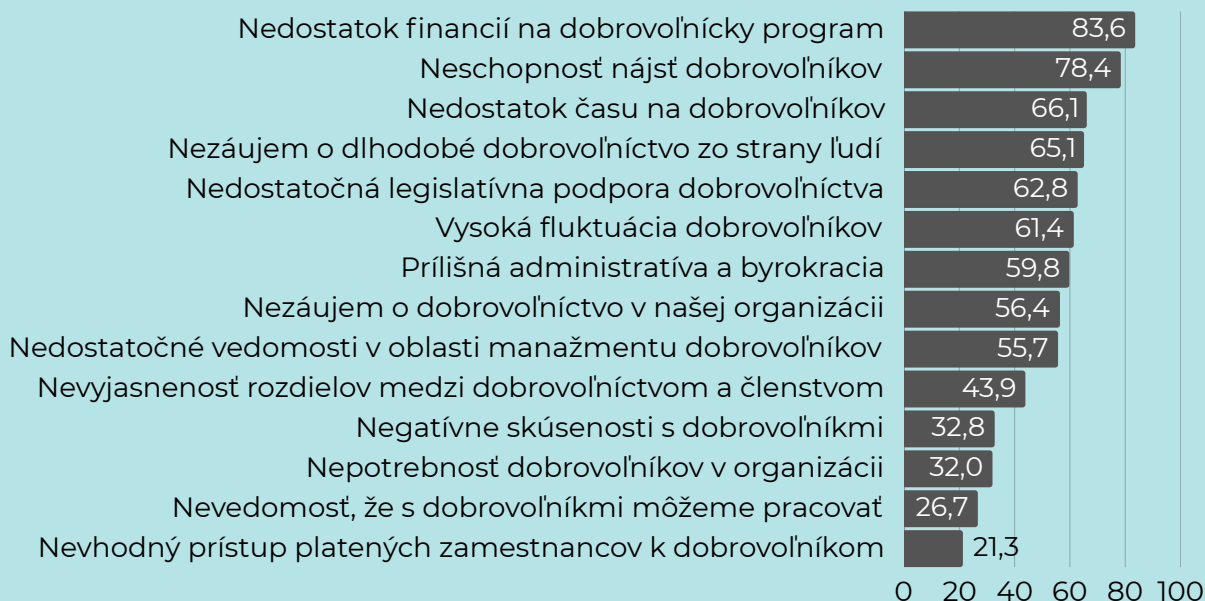 Nedostatok financií na dobrovoľnícky program 83,6
Neschopnosť nájsť dobrovoľníkov 78,4
Nedostatok času na dobrovoľníkov 66,1
Nezáujem o dlhodobé dobrovoľníctvo zo strany ľudí 65,1
Nedostatočná legislatívna podpora dobrovoľníctva 62,8
Vysoká fluktuácia dobrovoľníkov 61,4
Prílišná administratíva a byrokracia 59,8
Nezáujem o dobrovoľníctvo v našej organizácii 56,4
Nedostatočné vedomosti v oblasti manažmentu dobrovoľníkov 55,7
Nevyjasnenosť rozdielov medzi dobrovoľníctvom a členstvom 43,9
Negatívne skúsenosti s dobrovoľníkmi 32,8
Nepotrebnosť dobrovoľníkov v organizácii 32,0
Nevedomosť, že s dobrovoľníkmi môžeme pracovať 26,7
Nevhodný prístup platených zamestnancov k dobrovoľníkom 21,3
0 20 40 60 80 100